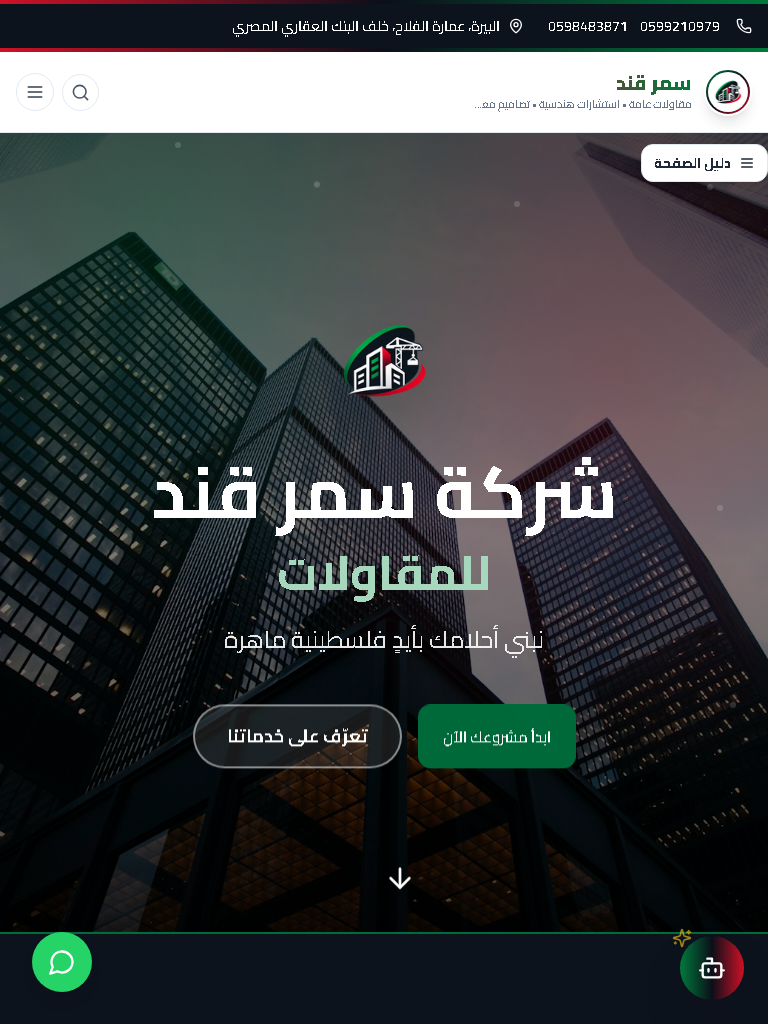 0599210979 0598483871 البيرة، عمارة الفلاح، خلف البنك العقاري المصري
سمر قند
مقاولات عامة • استشارات هندسية • تصاميم مع...
دليل الصفحة
شركة سمر قند
للمقاولات
نبني أحلامك بأيدٍ فلسطينية ماهرة
ابدأ مشروعك الآن
تعرّف على خدماتنا